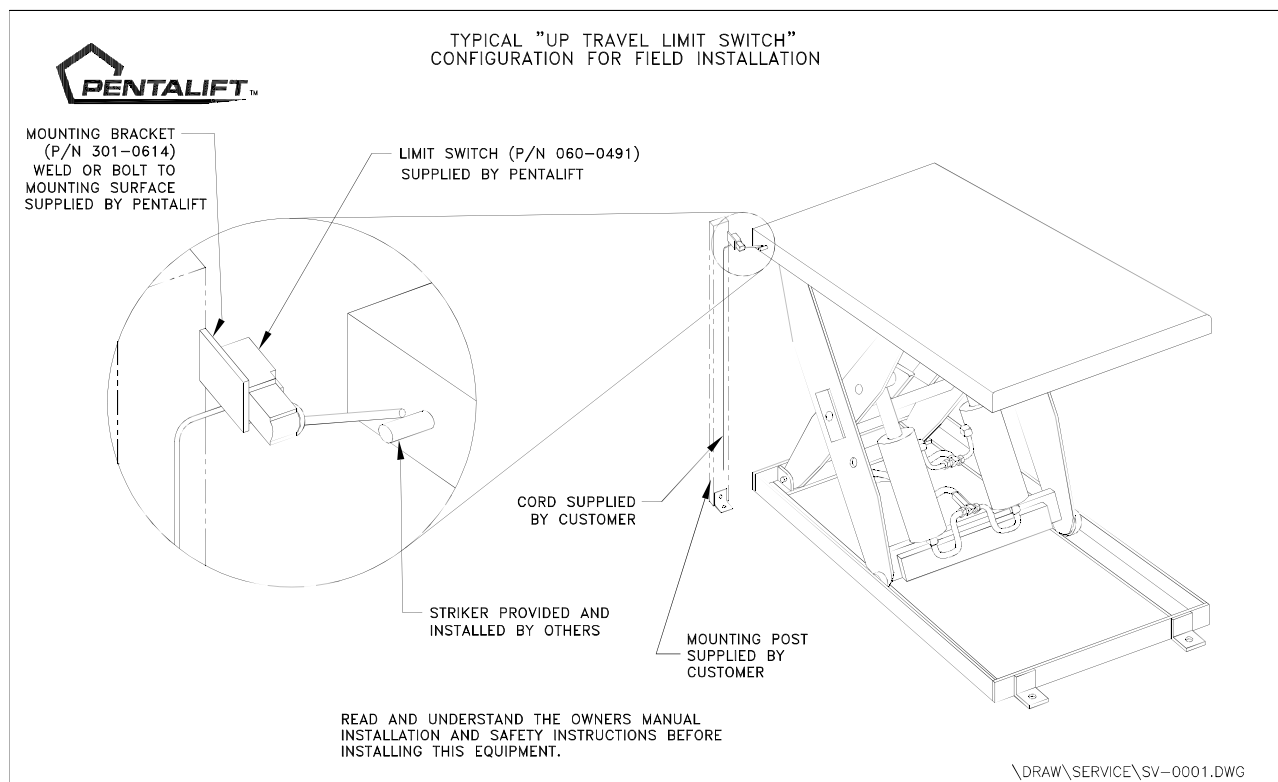 TYPICAL "UP TRAVEL LIMIT SWITCH"
CONFIGURATION FOR FIELD INSTALLATION
PENTALIFT™
MOUNTING BRACKET
(P/N 301-0614)
WELD OR BOLT TO
MOUNTING SURFACE
SUPPLIED BY PENTALIFT
LIMIT SWITCH (P/N 060-0491)
SUPPLIED BY PENTALIFT
CORD SUPPLIED
BY CUSTOMER
STRIKER PROVIDED AND
INSTALLED BY OTHERS
MOUNTING POST
SUPPLIED BY
CUSTOMER
READ AND UNDERSTAND THE OWNERS MANUAL
INSTALLATION AND SAFETY INSTRUCTIONS BEFORE
INSTALLING THIS EQUIPMENT.
\DRAW\SERVICE\SV-0001.DWG